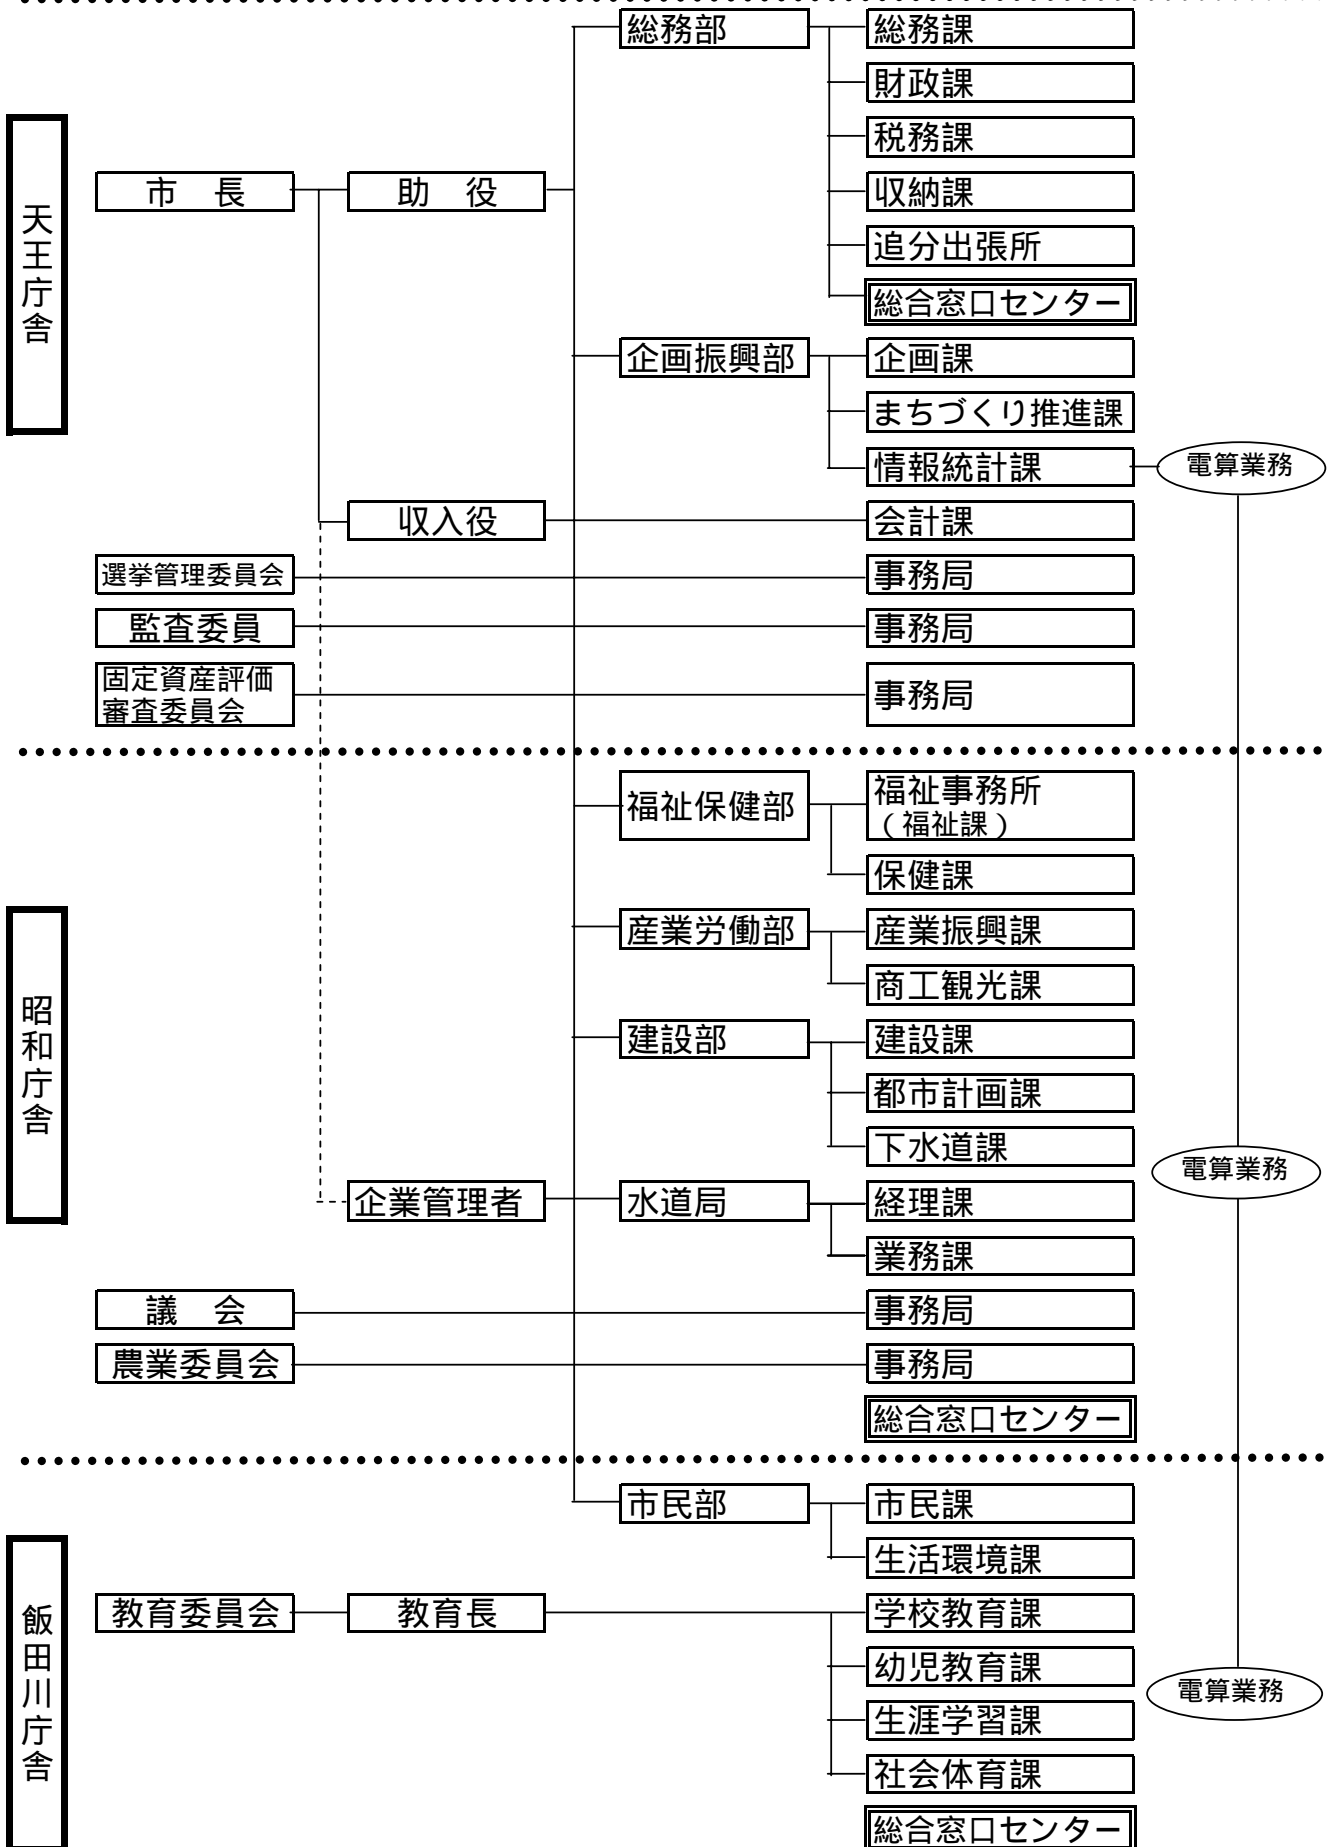 総務部
総務課
財政課
税務課
天王庁舎
市　長
助　役
収納課
追分出張所
総合窓口センター
企画振興部
企画課
まちづくり推進課
情報統計課
電算業務
収入役
会計課
選挙管理委員会
事務局
監査委員
事務局
固定資産評価
審査委員会
事務局
福祉保健部
福祉事務所
（福祉課）
保健課
昭和庁舎
産業労働部
産業振興課
商工観光課
建設部
建設課
都市計画課
下水道課
電算業務
企業管理者
水道局
経理課
業務課
議　会
事務局
農業委員会
事務局
総合窓口センター
市民部
市民課
生活環境課
飯田川庁舎
教育委員会
教育長
学校教育課
幼児教育課
電算業務
生涯学習課
社会体育課
総合窓口センター